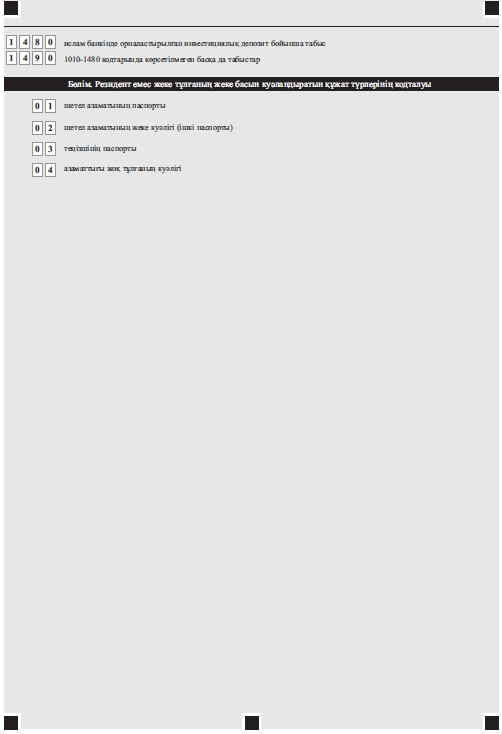 1480 ислам банкінде орналастырылған инвестициялық депозит бойынша табыс
1490 1010-1480 кодтарында көрсетілмеген басқа да табыстар
Бөлім. Резидент емес жеке тұлғаның жеке басын куәландыратын құжат түрлерінің кодталуы
01 шетел азаматының паспорты
02 шетел азаматының жеке куәлігі (ішкі паспорты)
03 теңізшінің паспорты
04 азаматтығы жоқ тұлғаның куәлігі